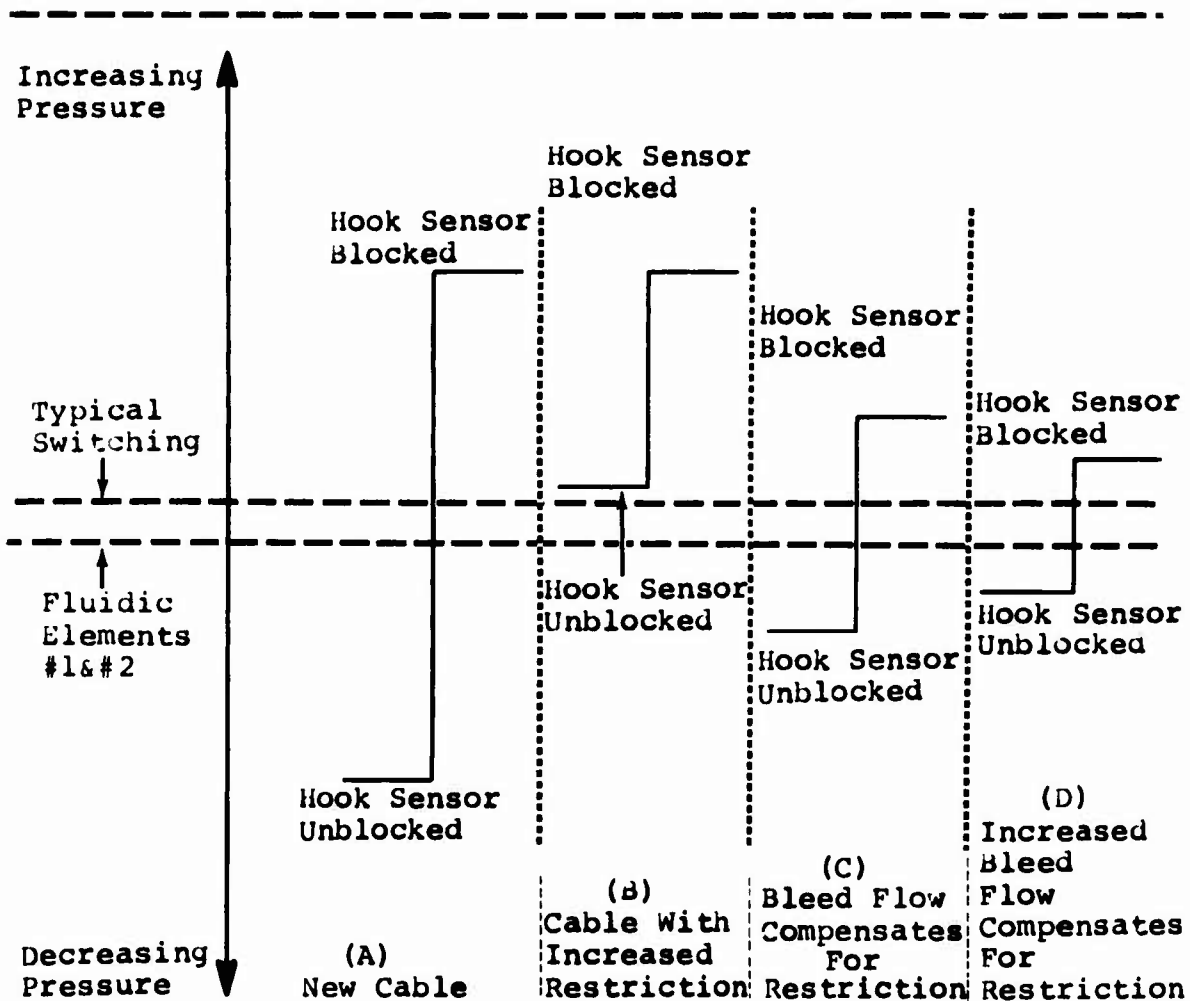 Increasing
Pressure
Hook Sensor
Blocked
Hook Sensor
Blocked
Hook Sensor
Blocked
Hook Sensor
Blocked
Typical
Switching
Fluidic
Elements
#1&#2
Hook Sensor
Unblocked
Hook Sensor
Unblocked
Hook Sensor
Unblocked
Hook Sensor
Unblocked
Decreasing
Pressure
(A)
New Cable
(B)
Cable With
Increased
Restriction
(C)
Bleed Flow
Compensates
For
Restriction
(D)
Increased
Bleed
Flow
Compensates
For
Restriction